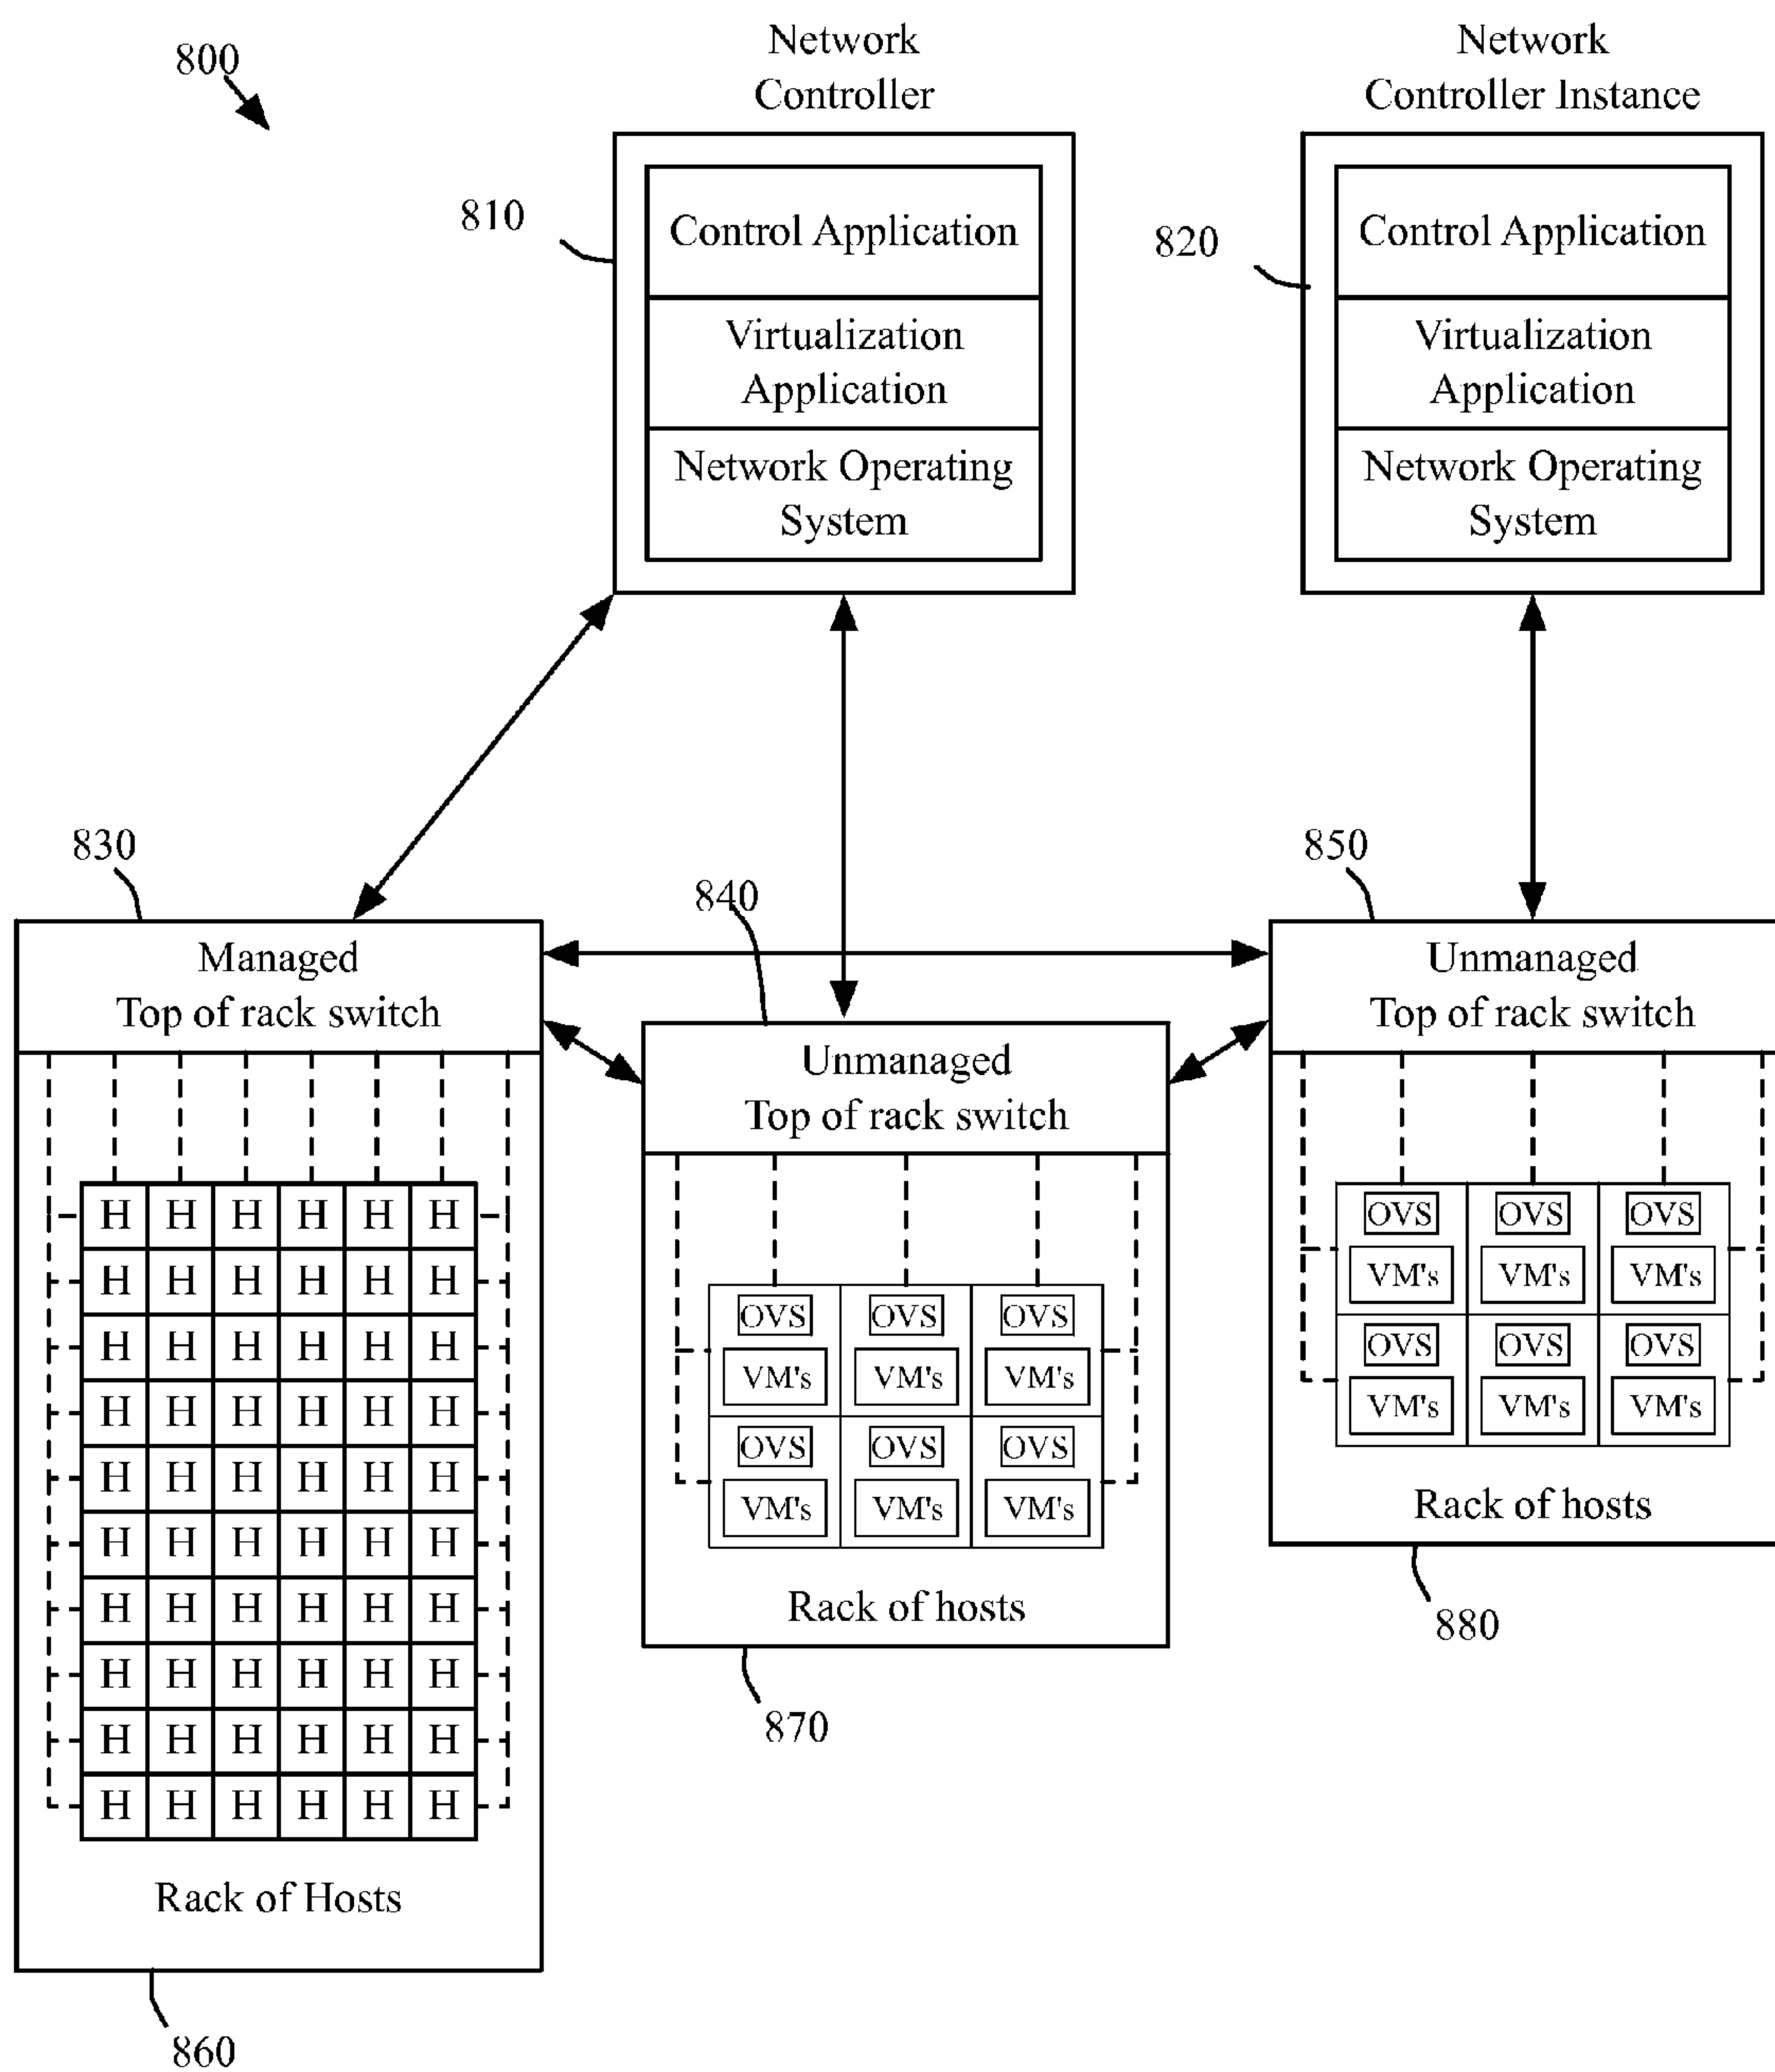 800
Network
Controller
Network
Controller Instance
810
Control Application
Virtualization
Application
Network Operating
System
820
Control Application
Virtualization
Application
Network Operating
System
830
Managed
Top of rack switch
840
Unmanaged
Top of rack switch
850
Unmanaged
Top of rack switch
H H H H H H
H H H H H H
H H H H H H
H H H H H H
H H H H H H
H H H H H H
H H H H H H
H H H H H H
H H H H H H
H H H H H H
Rack of Hosts
860
OVS OVS OVS
VM's VM's VM's
OVS OVS OVS
VM's VM's VM's
Rack of hosts
870
OVS OVS OVS
VM's VM's VM's
OVS OVS OVS
VM's VM's VM's
Rack of hosts
880